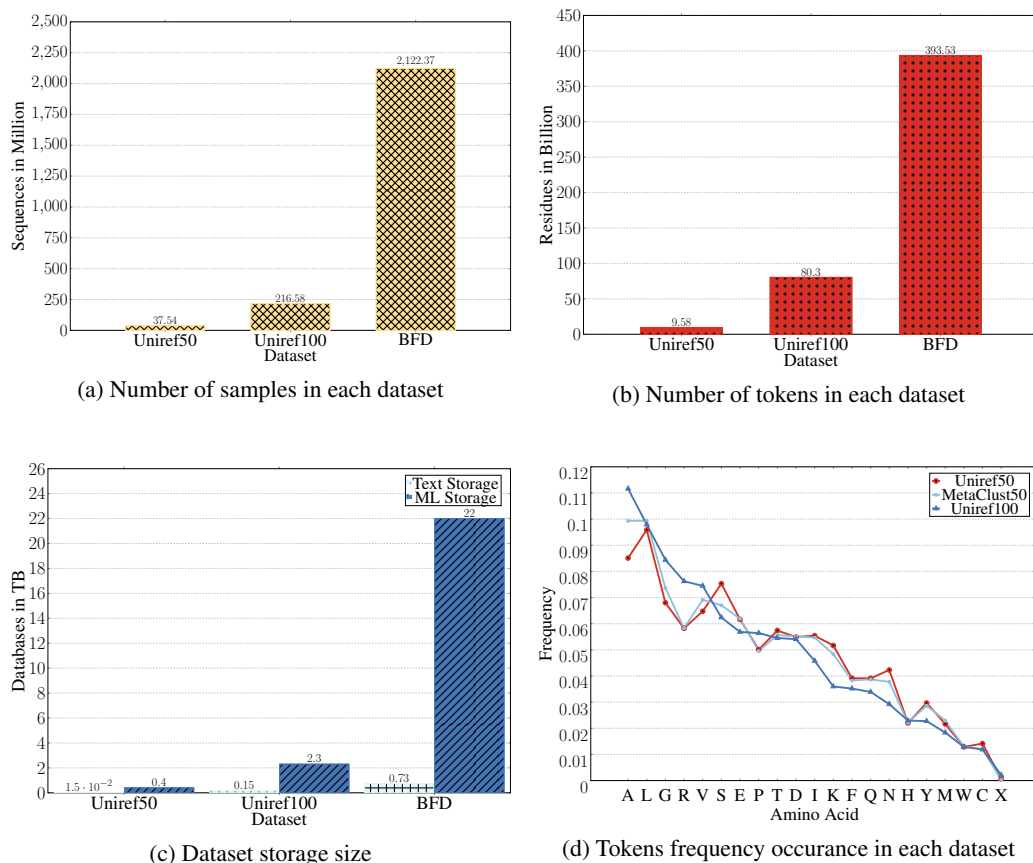 2,500
2,250
2,000
1,750
1,500
1,250
1,000
750
500
250
0
Sequences in Million
37.54
216.58
2,122.37
Uniref50 Uniref100 BFD
Dataset
(a) Number of samples in each dataset
450
400
350
300
250
200
150
100
50
0
Residues in Billion
9.58
80.3
393.53
Uniref50 Uniref100 BFD
Dataset
(b) Number of tokens in each dataset
26
24
22
20
18
16
14
12
10
8
6
4
2
0
Databases in TB
Text Storage
ML Storage
1.5 · 10⁻²
0.4
0.15
2.3
0.73
22
Uniref50 Uniref100 BFD
Dataset
(c) Dataset storage size
0.12
0.11
0.1
0.09
0.08
0.07
0.06
0.05
0.04
0.03
0.02
0.01
0
Frequency
Uniref50
MetaClust50
Uniref100
A L G R V S E P T D I K F Q N H Y M W C X
Amino Acid
(d) Tokens frequency occurance in each dataset